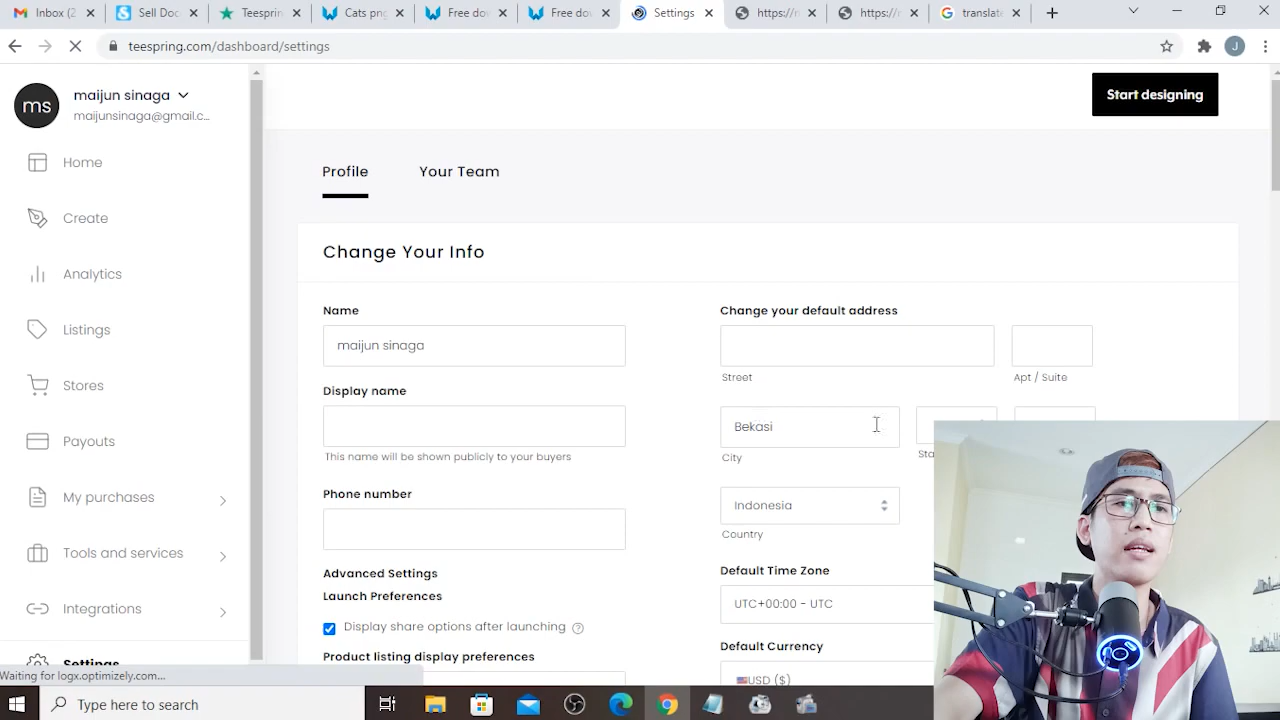 Inbox (2
Sell Doc
Teespring
Cats png
Free do
Free do
Settings
https://
https://
translate
teespring.com/dashboard/settings
J
ms
maijun sinaga
maijunsinaga@gmail.c...
Start designing
Home
Create
Analytics
Listings
Stores
Payouts
My purchases
Tools and services
Integrations
Settings
Profile
Your Team
Change Your Info
Name
maijun sinaga
Display name
This name will be shown publicly to your buyers
Phone number
Advanced Settings
Launch Preferences
Display share options after launching ?
Product listing display preferences
Change your default address
Street
Apt / Suite
Bekasi
City
Sta
Indonesia
Country
Default Time Zone
UTC+00:00 - UTC
Default Currency
USD ($)
Waiting for logx.optimizely.com...
Type here to search